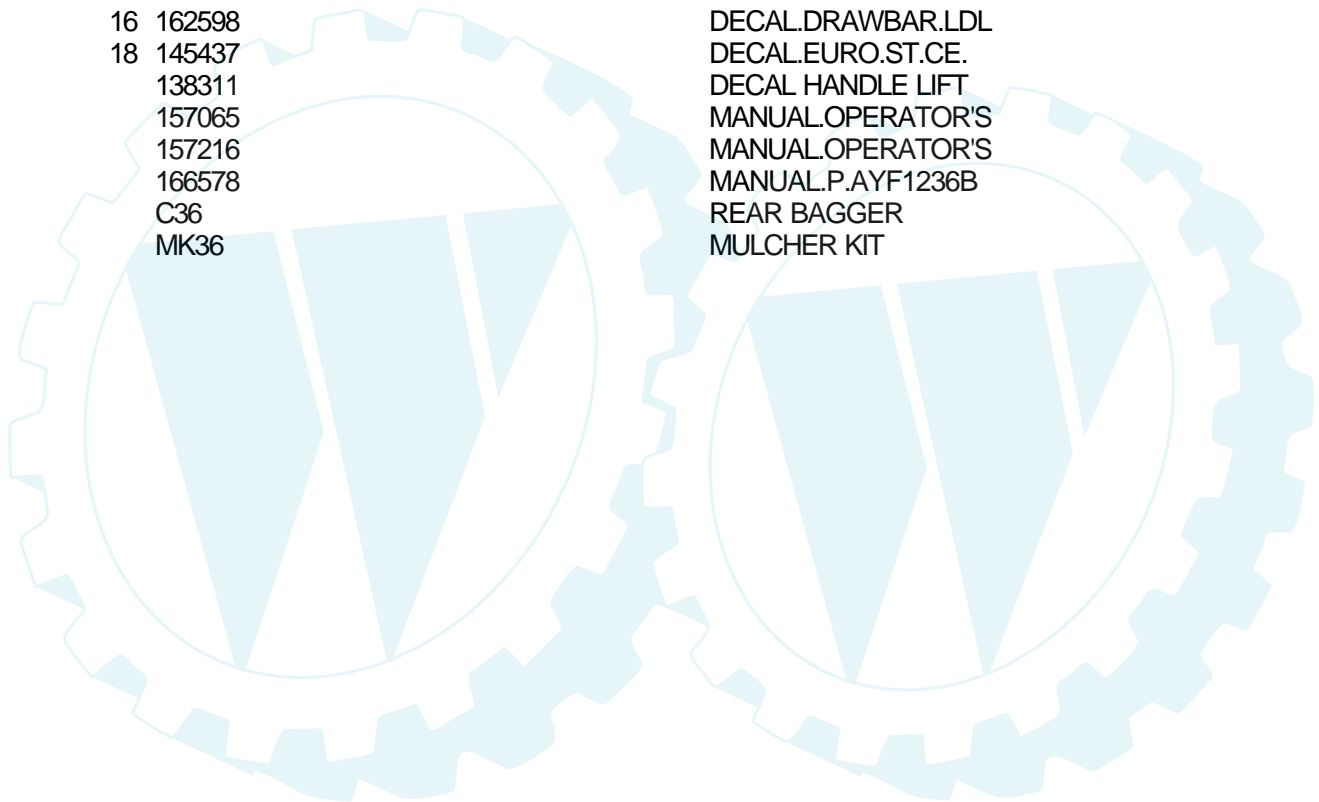 16 162598 DECAL.DRAWBAR.LDL
18 145437 DECAL.EURO.ST.CE.
138311 DECAL HANDLE LIFT
157065 MANUAL.OPERATOR'S
157216 MANUAL.OPERATOR'S
166578 MANUAL.P.AYF1236B
C36 REAR BAGGER
MK36 MULCHER KIT